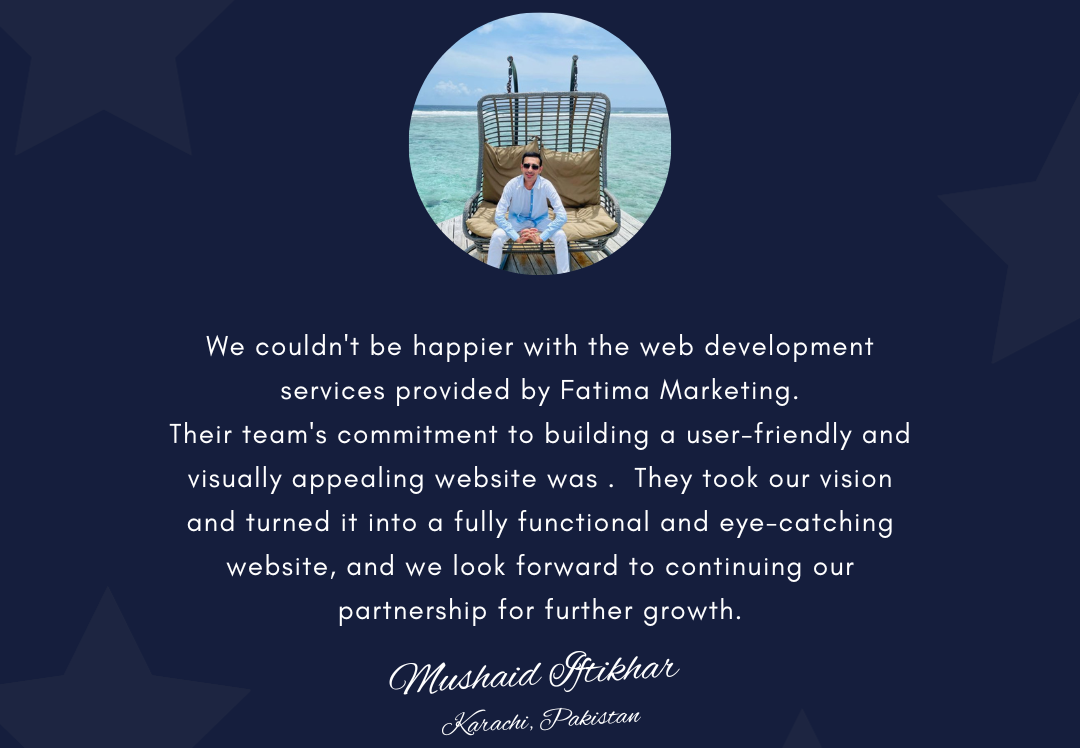 We couldn't be happier with the web development
services provided by Fatima Marketing.
Their team's commitment to building a user-friendly and
visually appealing website was .  They took our vision
and turned it into a fully functional and eye-catching
website, and we look forward to continuing our
partnership for further growth.
Mushaid Iftikhar
Karachi, Pakistan